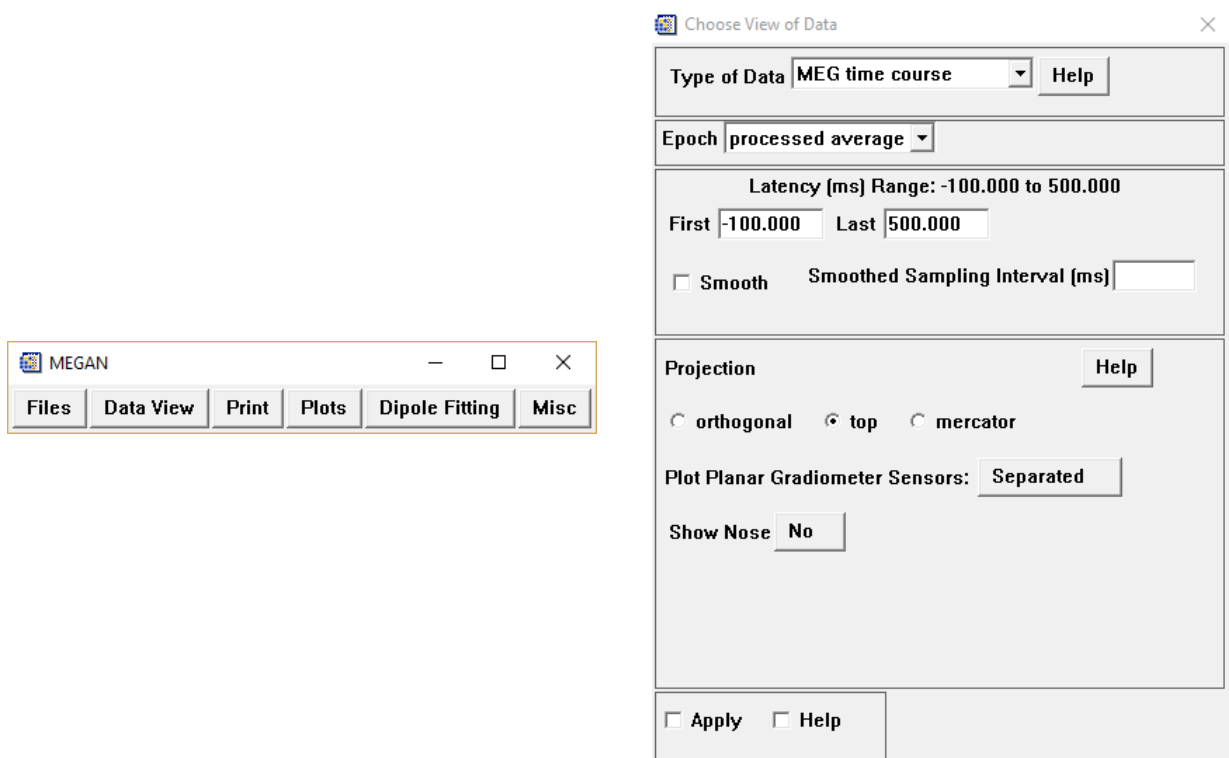 MEGAN
Files Data View Print Plots Dipole Fitting Misc
Choose View of Data
Type of Data MEG time course Help
Epoch processed average
Latency (ms) Range: -100.000 to 500.000
First -100.000 Last 500.000
Smooth Smoothed Sampling Interval (ms)
Projection Help
orthogonal top mercator
Plot Planar Gradiometer Sensors: Separated
Show Nose No
Apply Help